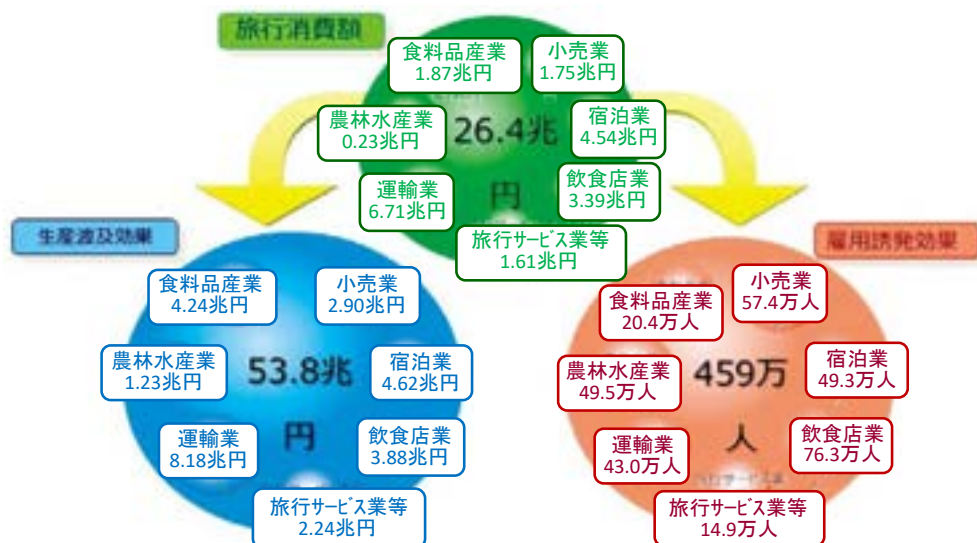 旅行消費額
食料品産業
1.87兆円
小売業
1.75兆円
農林水産業
0.23兆円
26.4兆
円
宿泊業
4.54兆円
運輸業
6.71兆円
飲食店業
3.39兆円
旅行サービス業等
1.61兆円
生産波及効果
食料品産業
4.24兆円
小売業
2.90兆円
農林水産業
1.23兆円
53.8兆
円
宿泊業
4.62兆円
運輸業
8.18兆円
飲食店業
3.88兆円
旅行サービス業等
2.24兆円
雇用誘発効果
小売業
57.4万人
食料品産業
20.4万人
農林水産業
49.5万人
459万
人
宿泊業
49.3万人
運輸業
43.0万人
飲食店業
76.3万人
旅行サービス業等
14.9万人